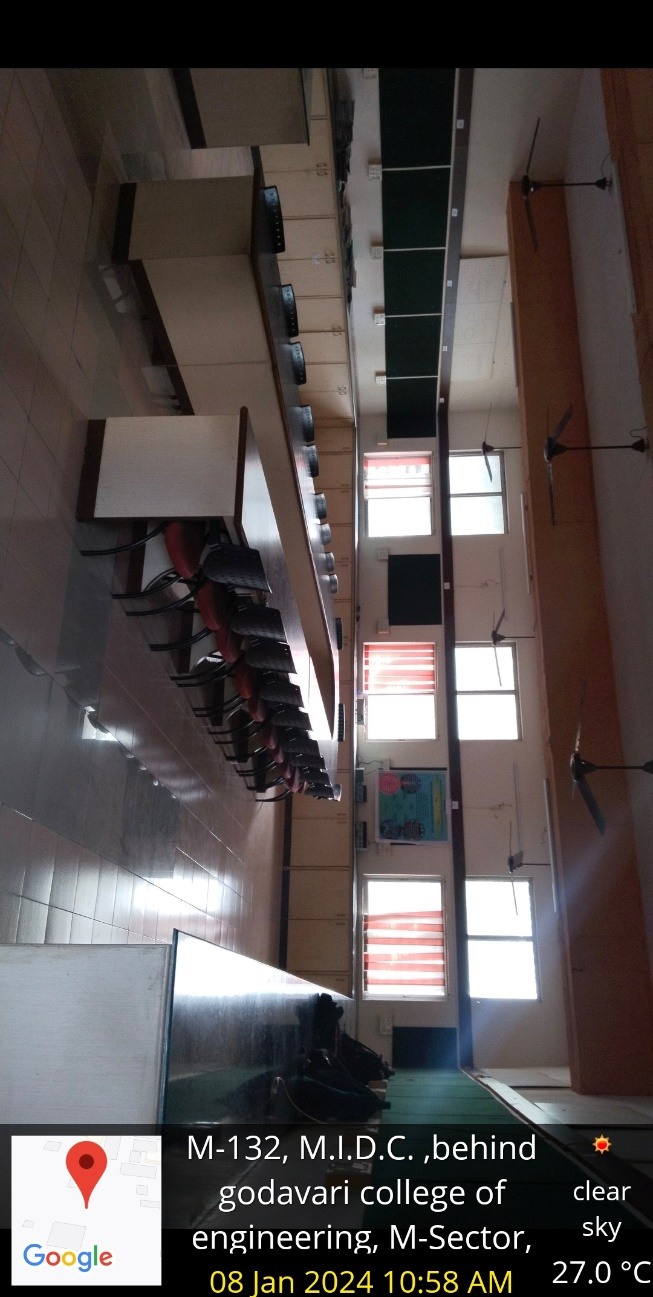 M-132, M.I.D.C. ,behind
godavari college of
engineering, M-Sector,
08 Jan 2024 10:58 AM
clear
sky
27.0 °C
Google